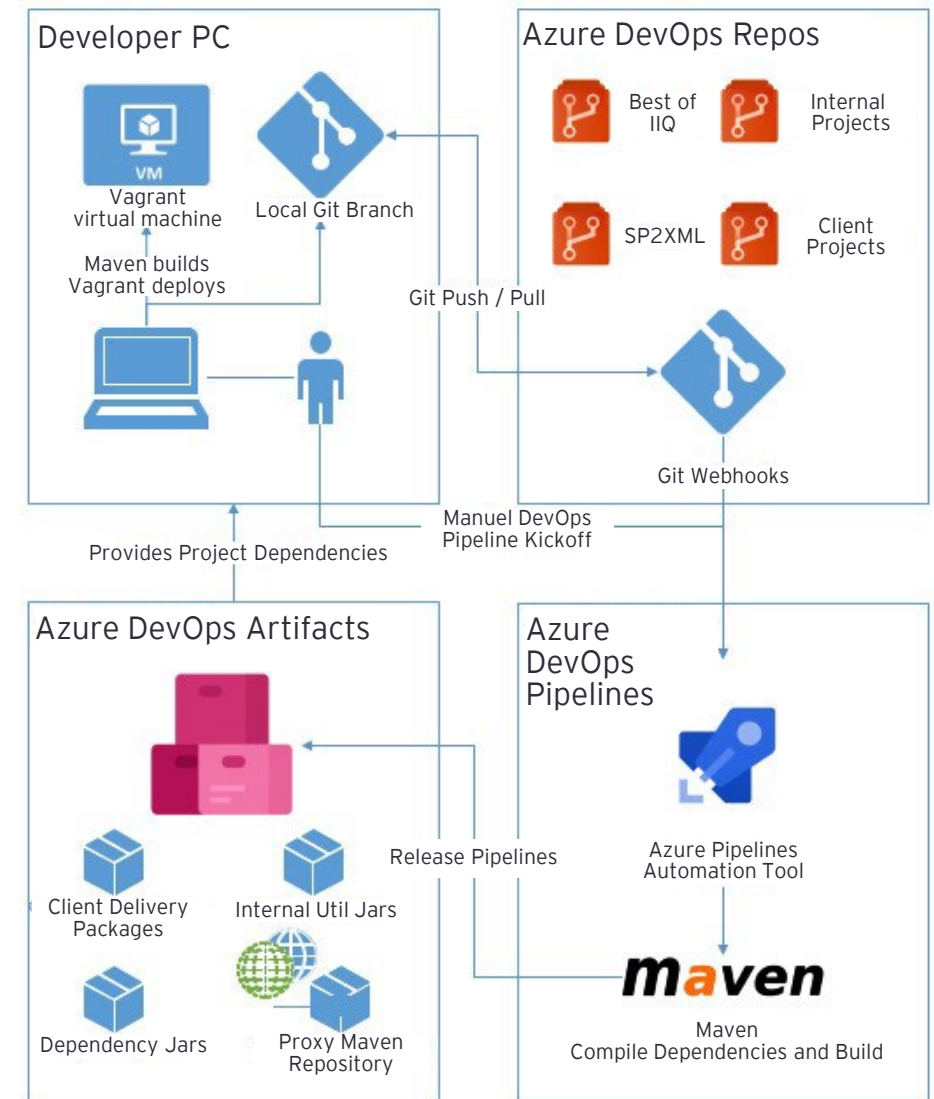 Developer PC
VM
Vagrant
virtual machine
Local Git Branch
Maven builds
Vagrant deploys
Azure DevOps Repos
Best of
IIQ
Internal
Projects
SP2XML
Client
Projects
Git Push / Pull
Git Webhooks
Manuel DevOps
Pipeline Kickoff
Provides Project Dependencies
Azure DevOps Artifacts
Client Delivery
Packages
Internal Util Jars
Dependency Jars
Proxy Maven
Repository
Release Pipelines
Azure
DevOps
Pipelines
Azure Pipelines
Automation Tool
maven
Maven
Compile Dependencies and Build